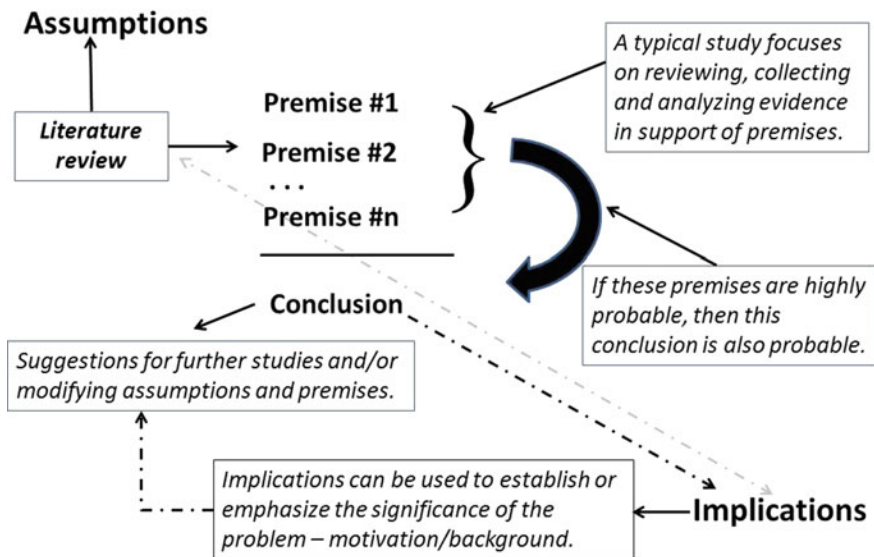 Assumptions
Literature
review
Premise #1
Premise #2
...
Premise #n
A typical study focuses
on reviewing, collecting
and analyzing evidence
in support of premises.
If these premises are highly
probable, then this
conclusion is also probable.
Conclusion
Suggestions for further studies and/or
modifying assumptions and premises.
Implications can be used to establish or
emphasize the significance of the
problem – motivation/background.
Implications